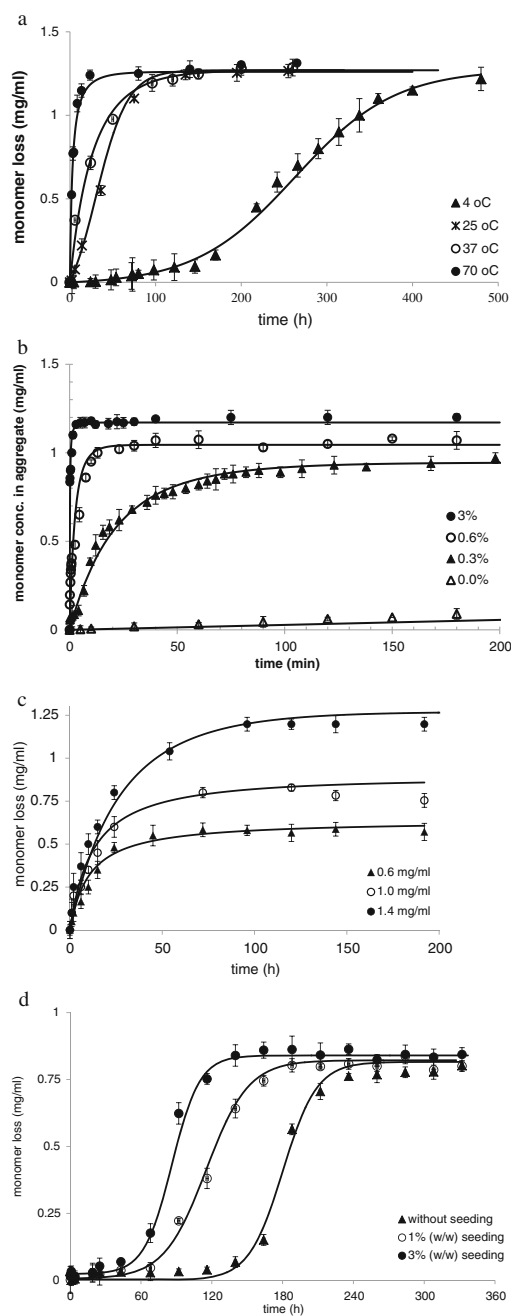 a
monomer loss (mg/ml)
1.5
1
0.5
0
▲ 4 oC
25 oC
37 oC
● 70 oC
0 100 200 300 400 500
time (h)
b
monomer conc. in aggregate (mg/ml)
1.5
1
0.5
0
● 3%
0.6%
▲ 0.3%
△ 0.0%
0 50 100 150 200
time (min)
c
monomer loss (mg/ml)
1.25
1
0.75
0.5
0.25
0
▲ 0.6 mg/ml
○ 1.0 mg/ml
● 1.4 mg/ml
0 50 100 150 200
time (h)
d
monomer loss (mg/ml)
1
0.75
0.5
0.25
0
▲ without seeding
○ 1% (w/w) seeding
● 3% (w/w) seeding
0 60 120 180 240 300 360
time (h)